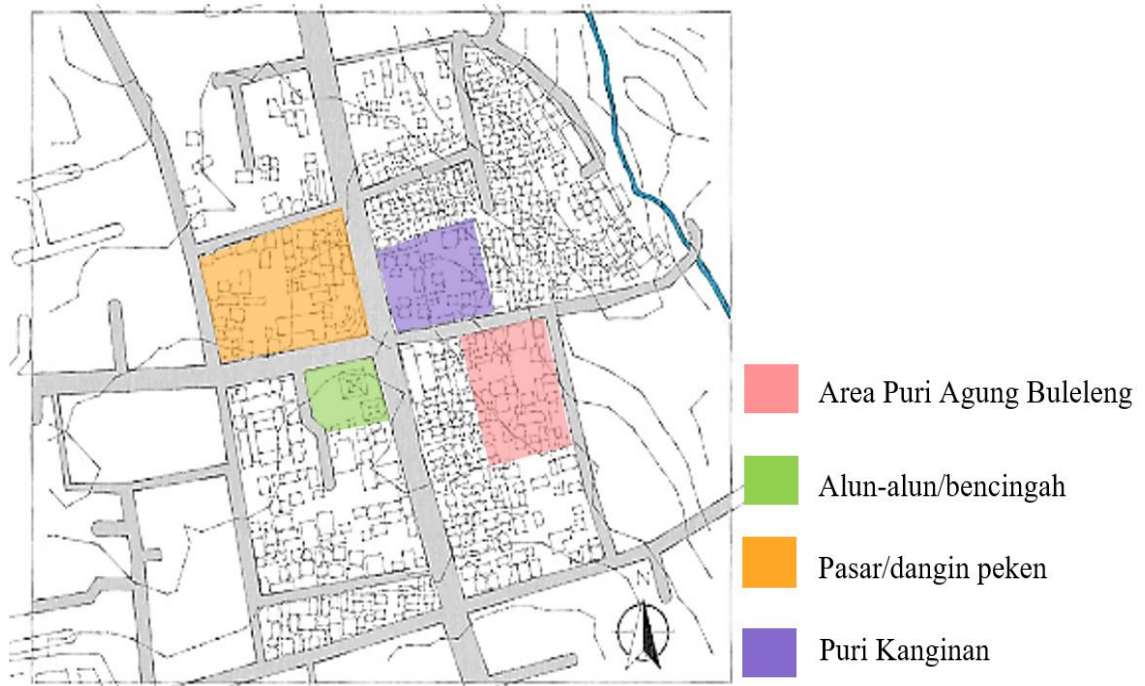 N
Area Puri Agung Buleleng
Alun-alun/bencingah
Pasar/dangin peken
Puri Kanginan